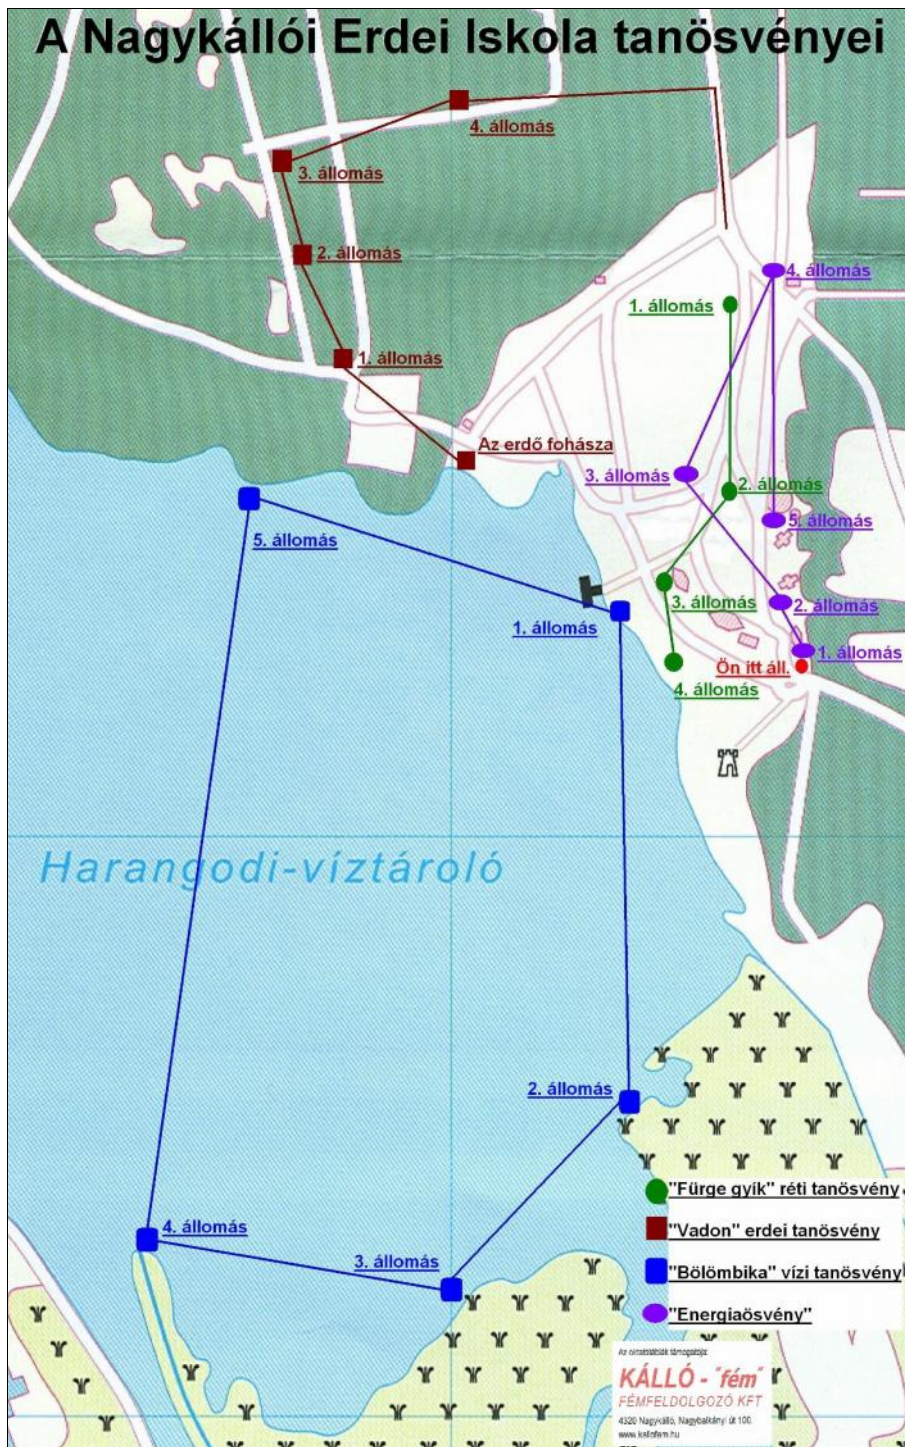 A Nagykállói Erdei Iskola tanösvényei
4. állomás
3. állomás
2. állomás
4. állomás
1. állomás
1. állomás
Az erdő fohásza
3. állomás
2. állomás
5. állomás
5. állomás
3. állomás
2. állomás
1. állomás
1. állomás
Ön itt áll.
4. állomás
Harangodi-víztároló
2. állomás
"Fürge gyík" réti tanösvény
4. állomás
"Vadon" erdei tanösvény
3. állomás
"Bölömbika" vízi tanösvény
"Energiaösvény"
Az oktatótáblák támogatója:
KÁLLÓ - "fém"
FÉMFELDOLGOZÓ KFT
4320 Nagykálló, Nagybalkányi út 100.
www.kallofem.hu